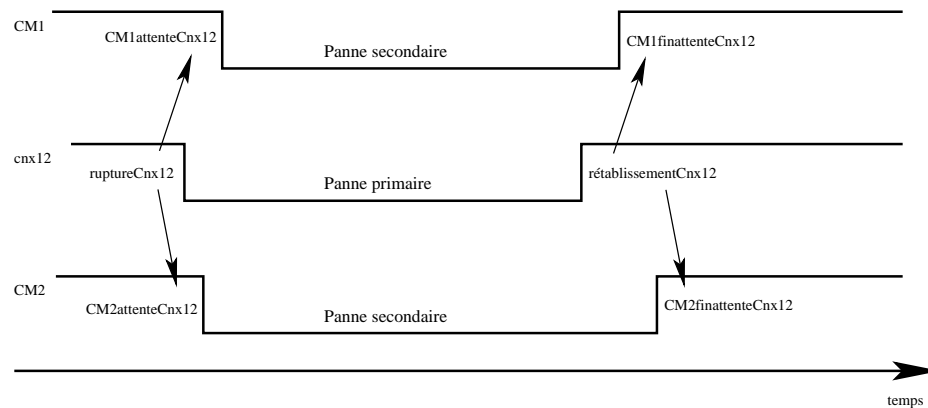 CM1
CM1attenteCnx12
Panne secondaire
CM1finattenteCnx12
cnx12
ruptureCnx12
Panne primaire
rétablissementCnx12
CM2
CM2attenteCnx12
Panne secondaire
CM2finattenteCnx12
temps